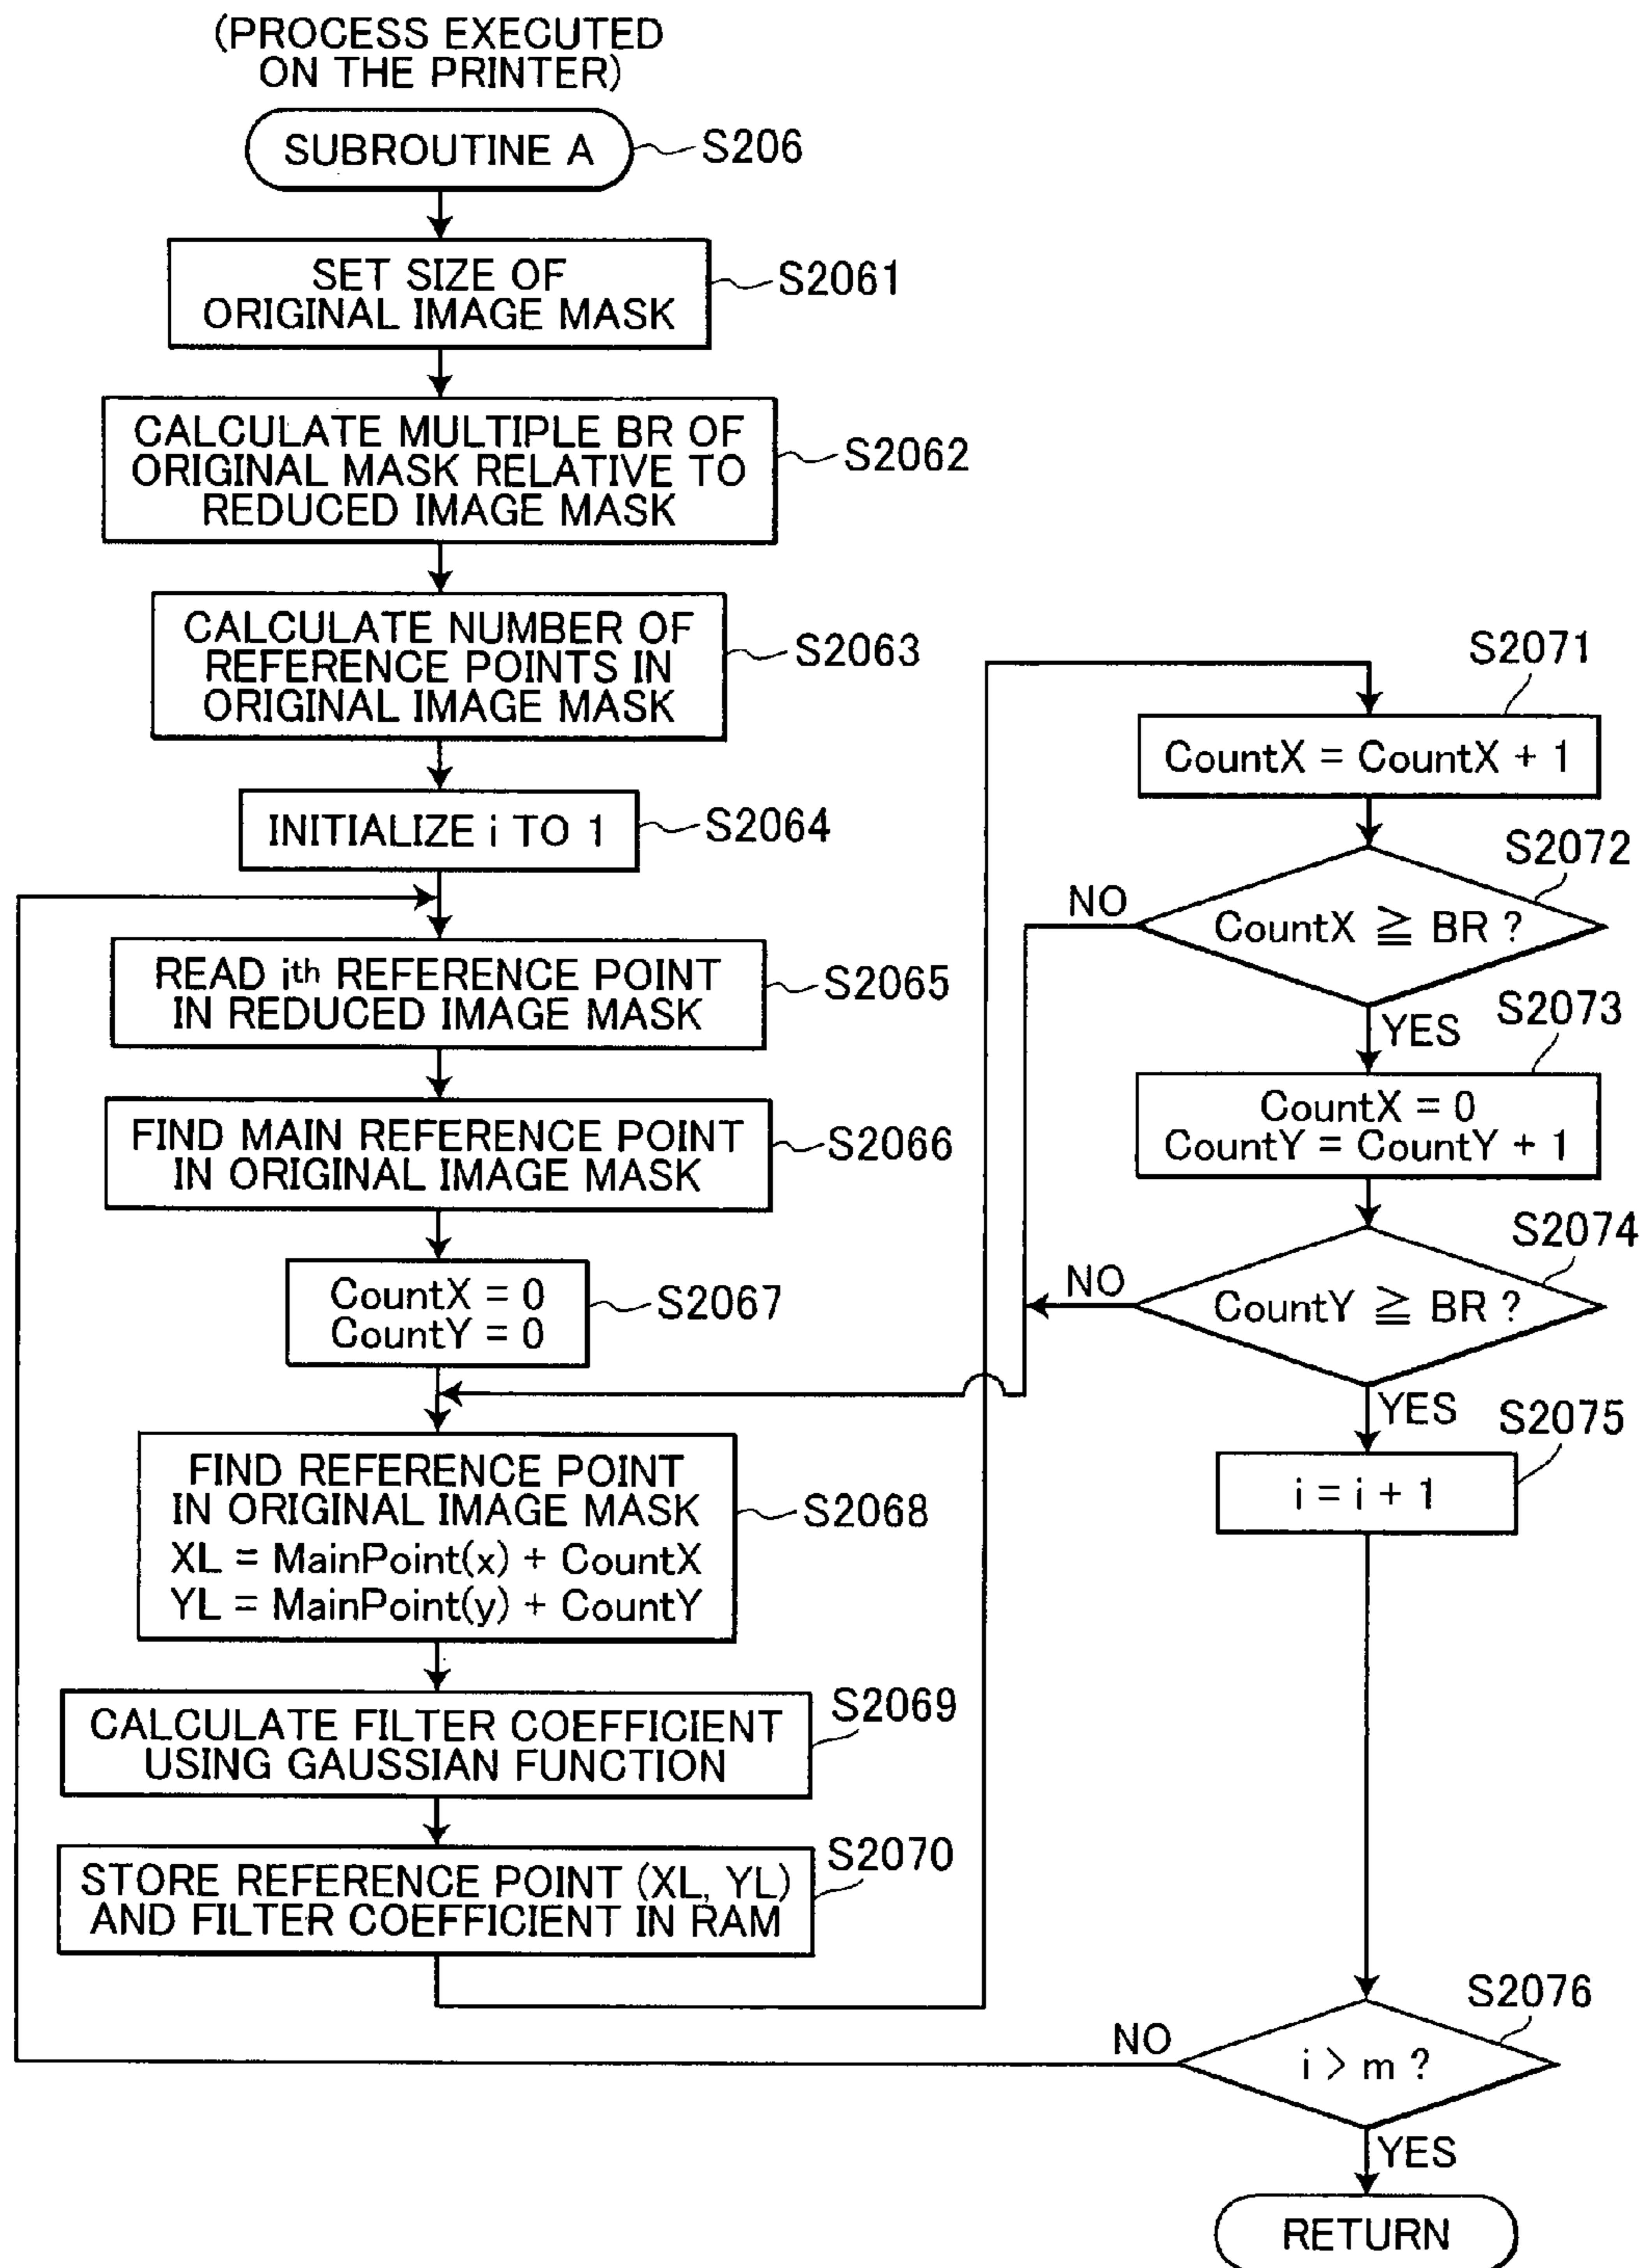 (PROCESS EXECUTED
ON THE PRINTER)
SUBROUTINE A
S206
SET SIZE OF
ORIGINAL IMAGE MASK
S2061
CALCULATE MULTIPLE BR OF
ORIGINAL MASK RELATIVE TO
REDUCED IMAGE MASK
S2062
CALCULATE NUMBER OF
REFERENCE POINTS IN
ORIGINAL IMAGE MASK
S2063
INITIALIZE i TO 1
S2064
READ ith REFERENCE POINT
IN REDUCED IMAGE MASK
S2065
FIND MAIN REFERENCE POINT
IN ORIGINAL IMAGE MASK
S2066
CountX = 0
CountY = 0
S2067
FIND REFERENCE POINT
IN ORIGINAL IMAGE MASK
XL = MainPoint(x) + CountX
YL = MainPoint(y) + CountY
S2068
CALCULATE FILTER COEFFICIENT
USING GAUSSIAN FUNCTION
S2069
STORE REFERENCE POINT (XL, YL)
AND FILTER COEFFICIENT IN RAM
S2070
S2071
CountX = CountX + 1
S2072
CountX ≧ BR ?
NO
YES
S2073
CountX = 0
CountY = CountY + 1
S2074
CountY ≧ BR ?
NO
YES
S2075
i = i + 1
S2076
i > m ?
NO
YES
RETURN